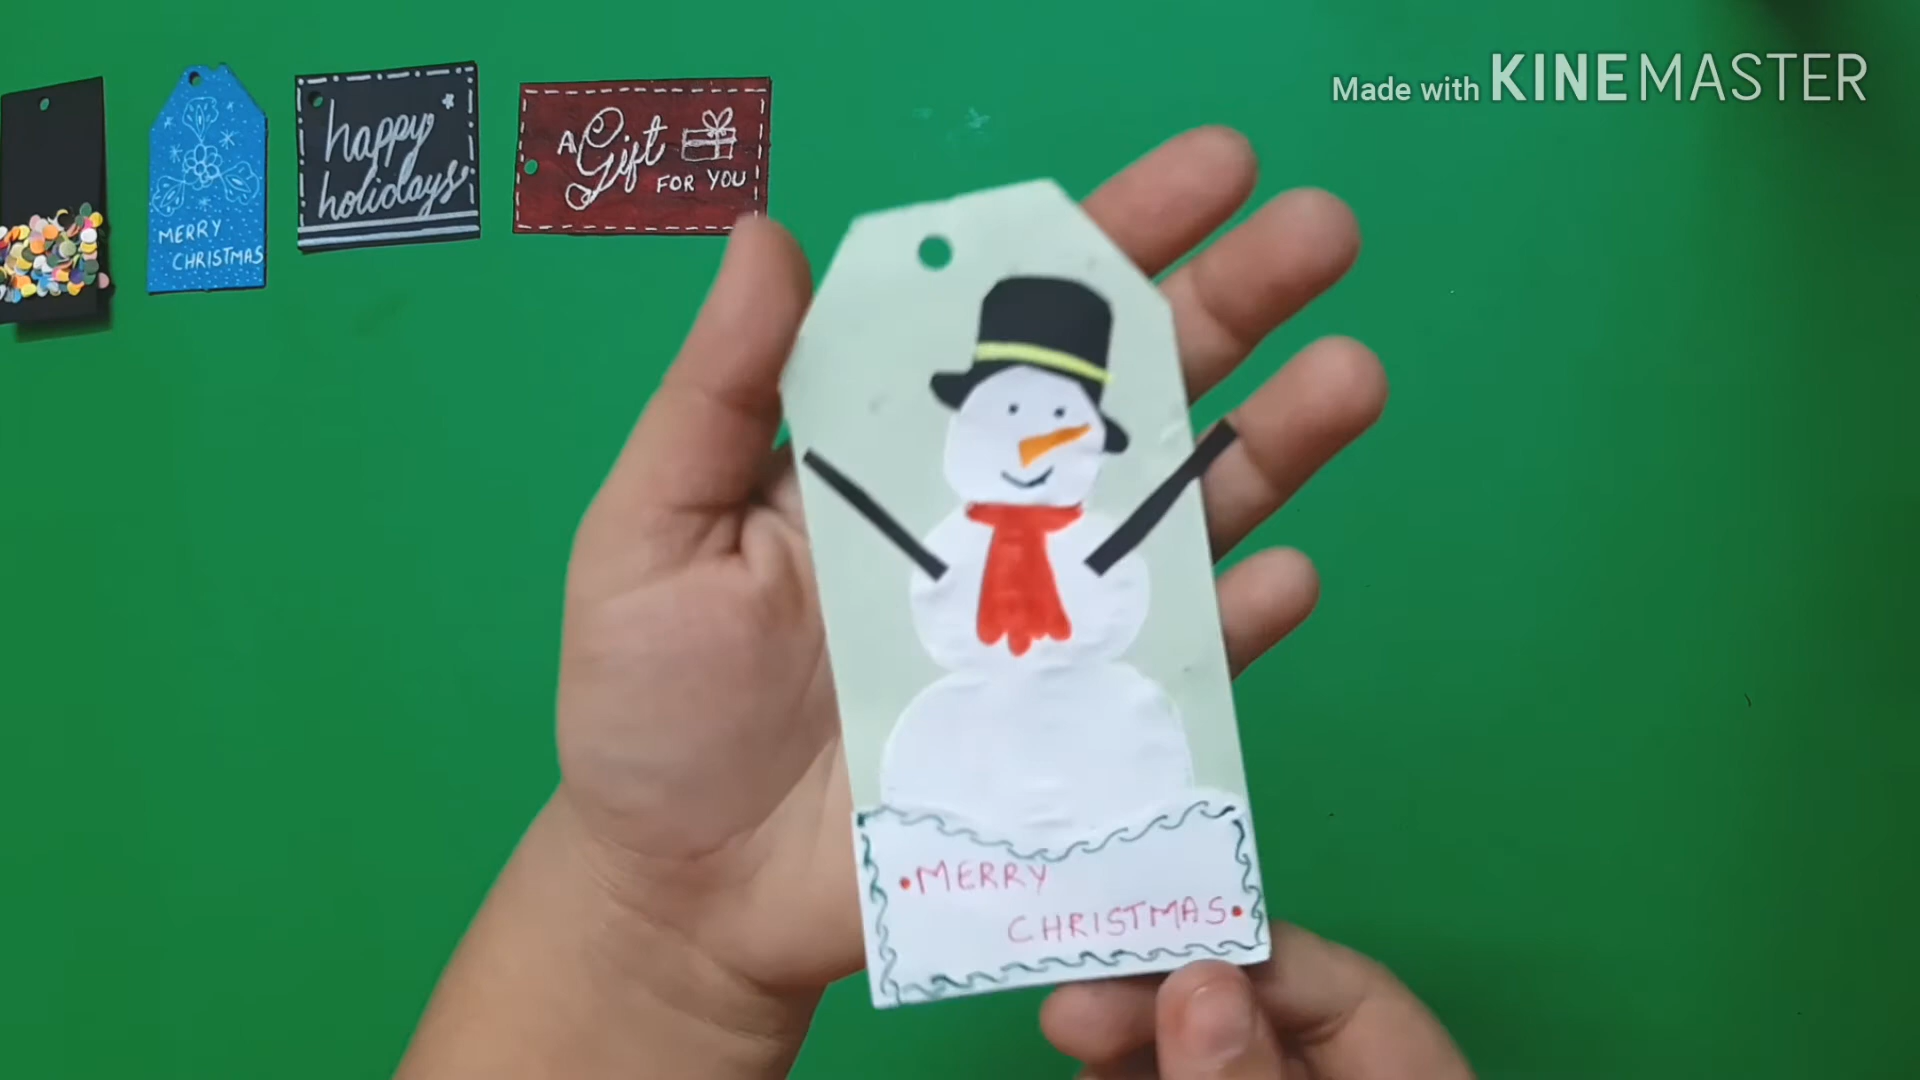 Made with KINEMASTER
MERRY
CHRISTMAS
happy
holidays
A Gift
FOR YOU
•MERRY
CHRISTMAS•